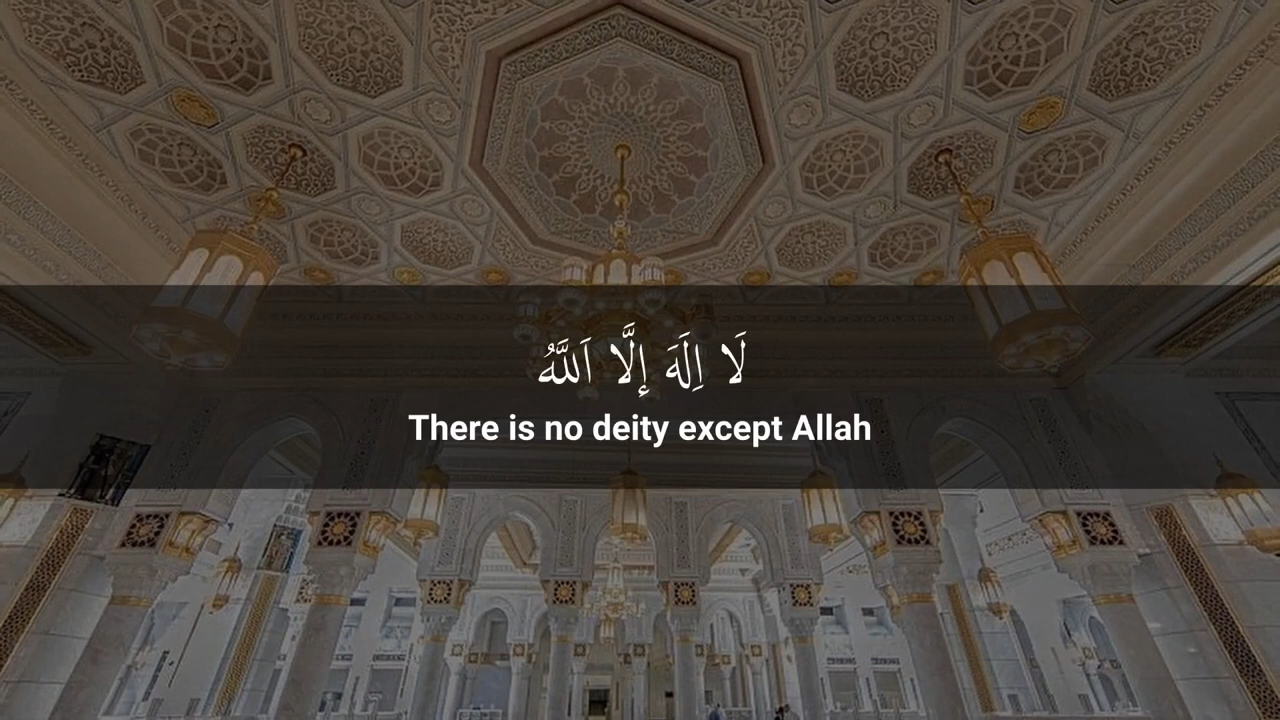 لَا اِلَهَ إِلَّا اَللَّهُ
There is no deity except Allah